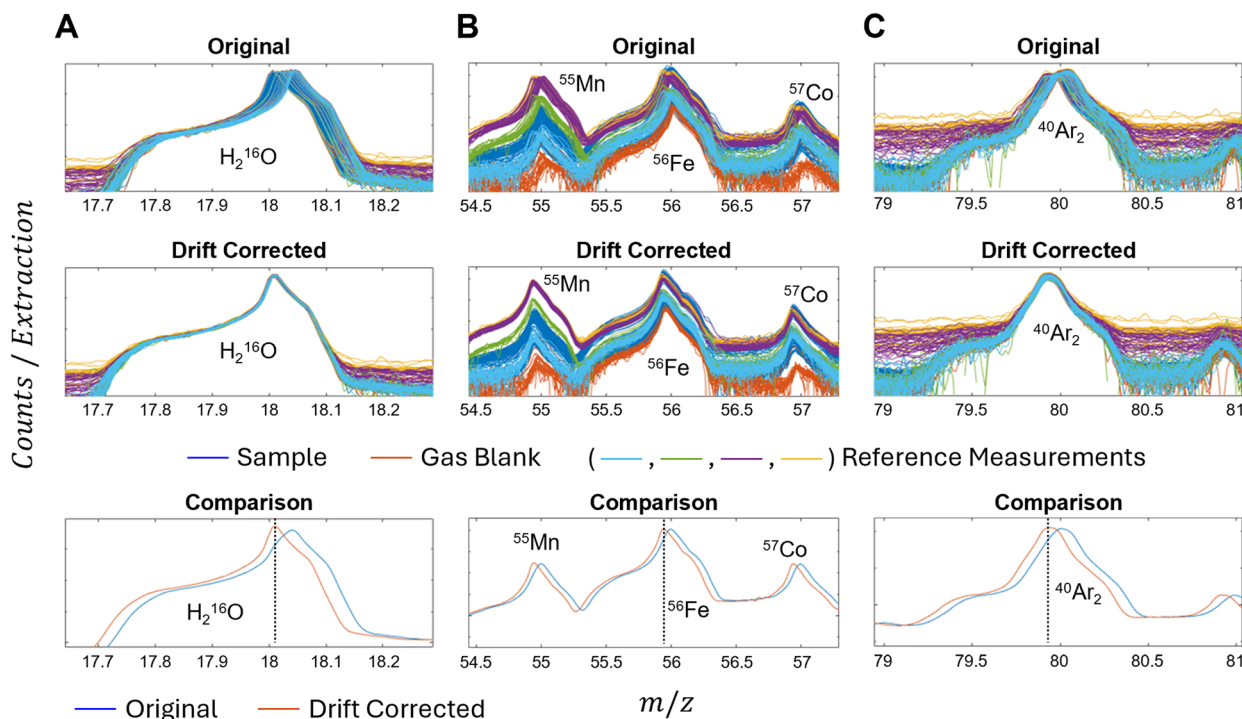 A
B
C
Original
Original
Original
⁵⁵Mn
⁵⁷Co
H₂¹⁶O
⁵⁶Fe
⁴⁰Ar₂
17.7 17.8 17.9 18 18.1 18.2
54.5 55 55.5 56 56.5 57
79 79.5 80 80.5 81
Drift Corrected
Drift Corrected
Drift Corrected
⁵⁵Mn
⁵⁷Co
H₂¹⁶O
⁵⁶Fe
⁴⁰Ar₂
17.7 17.8 17.9 18 18.1 18.2
54.5 55 55.5 56 56.5 57
79 79.5 80 80.5 81
Counts / Extraction
Sample Gas Blank ( , , , ) Reference Measurements
Comparison
Comparison
Comparison
⁵⁵Mn
⁵⁷Co
H₂¹⁶O
⁵⁶Fe
⁴⁰Ar₂
17.7 17.8 17.9 18 18.1 18.2
54.5 55 55.5 56 56.5 57
79 79.5 80 80.5 81
Original Drift Corrected
m/z